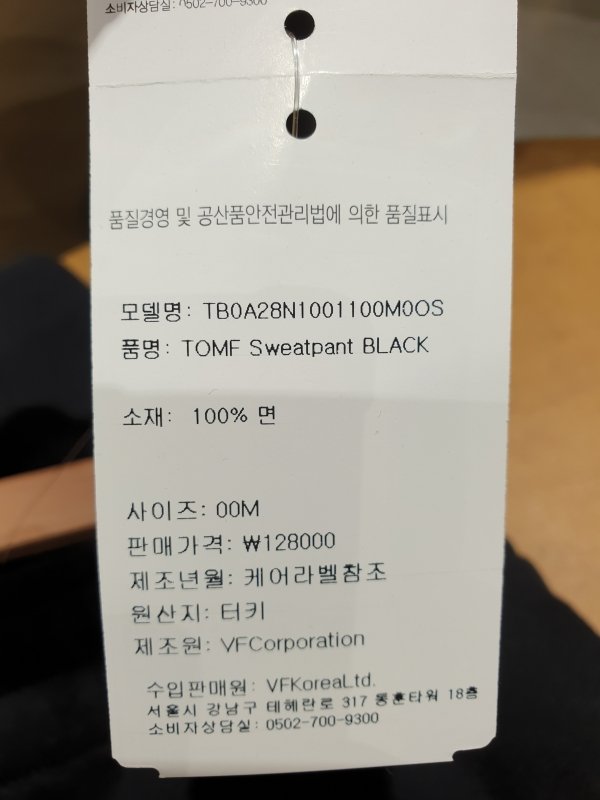 소비자상담실: 0502-700-9300
품질경영 및 공산품안전관리법에 의한 품질표시
모델명: TB0A28N1001100M0OS
품명: TOMF Sweatpant BLACK
소재: 100% 면
사이즈: 00M
판매가격: ₩128000
제조년월: 케어라벨참조
원산지: 터키
제조원: VFCorporation
수입판매원: VFKoreaLtd.
서울시 강남구 테헤란로 317 동훈타워 18층
소비자상담실: 0502-700-9300